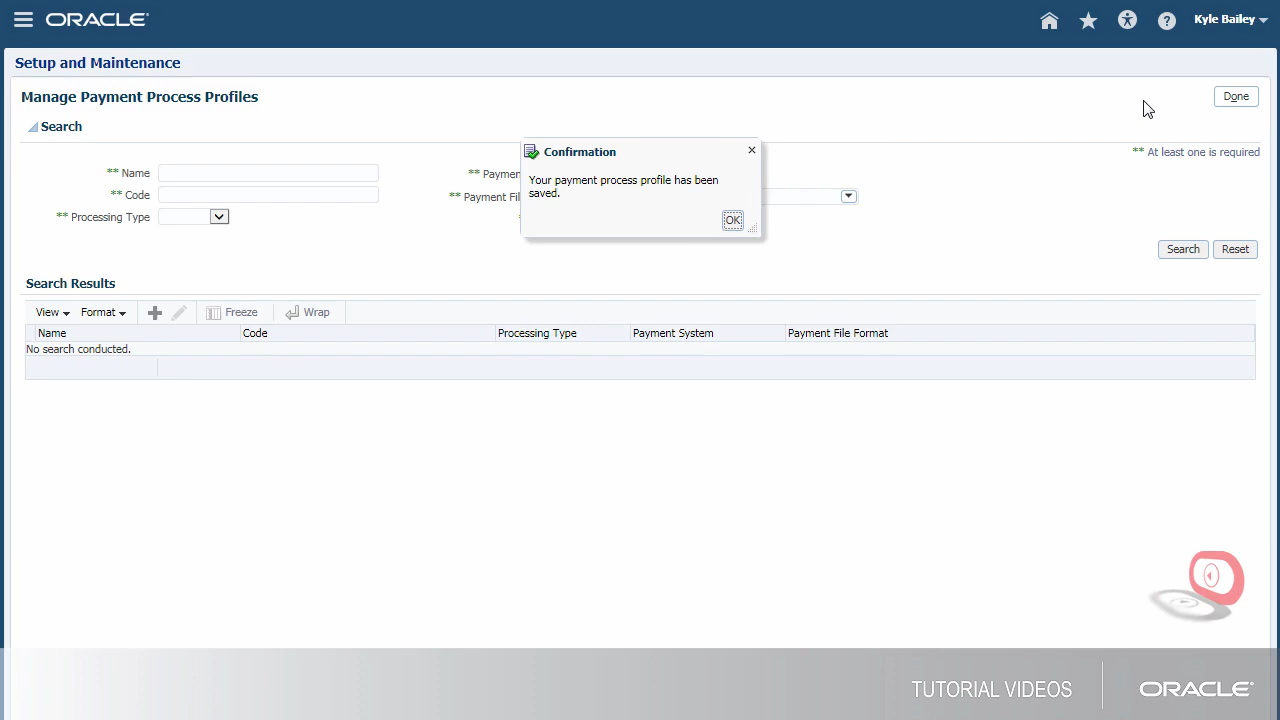 ORACLE
Kyle Bailey
Setup and Maintenance
Manage Payment Process Profiles
Done
Search
** At least one is required
** Name
** Code
** Processing Type
** Paymen
** Payment Fil
Confirmation
Your payment process profile has been
saved.
OK
Search
Reset
Search Results
View
Format
Freeze
Wrap
Name
Code
Processing Type
Payment System
Payment File Format
No search conducted.
TUTORIAL VIDEOS
ORACLE